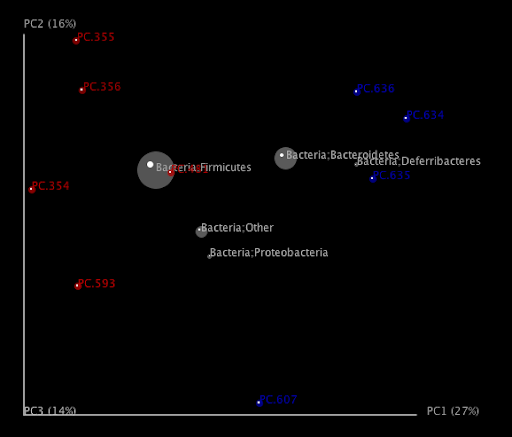 PC2 (16%)
PC.355
PC.356
PC.636
PC.634
Bacteria;Bacteroidetes
Bacteria;Deferribacteres
Bacteria;Firmicutes
PC.635
PC.354
Bacteria;Other
Bacteria;Proteobacteria
PC.593
PC.607
PC3 (14%)
PC1 (27%)